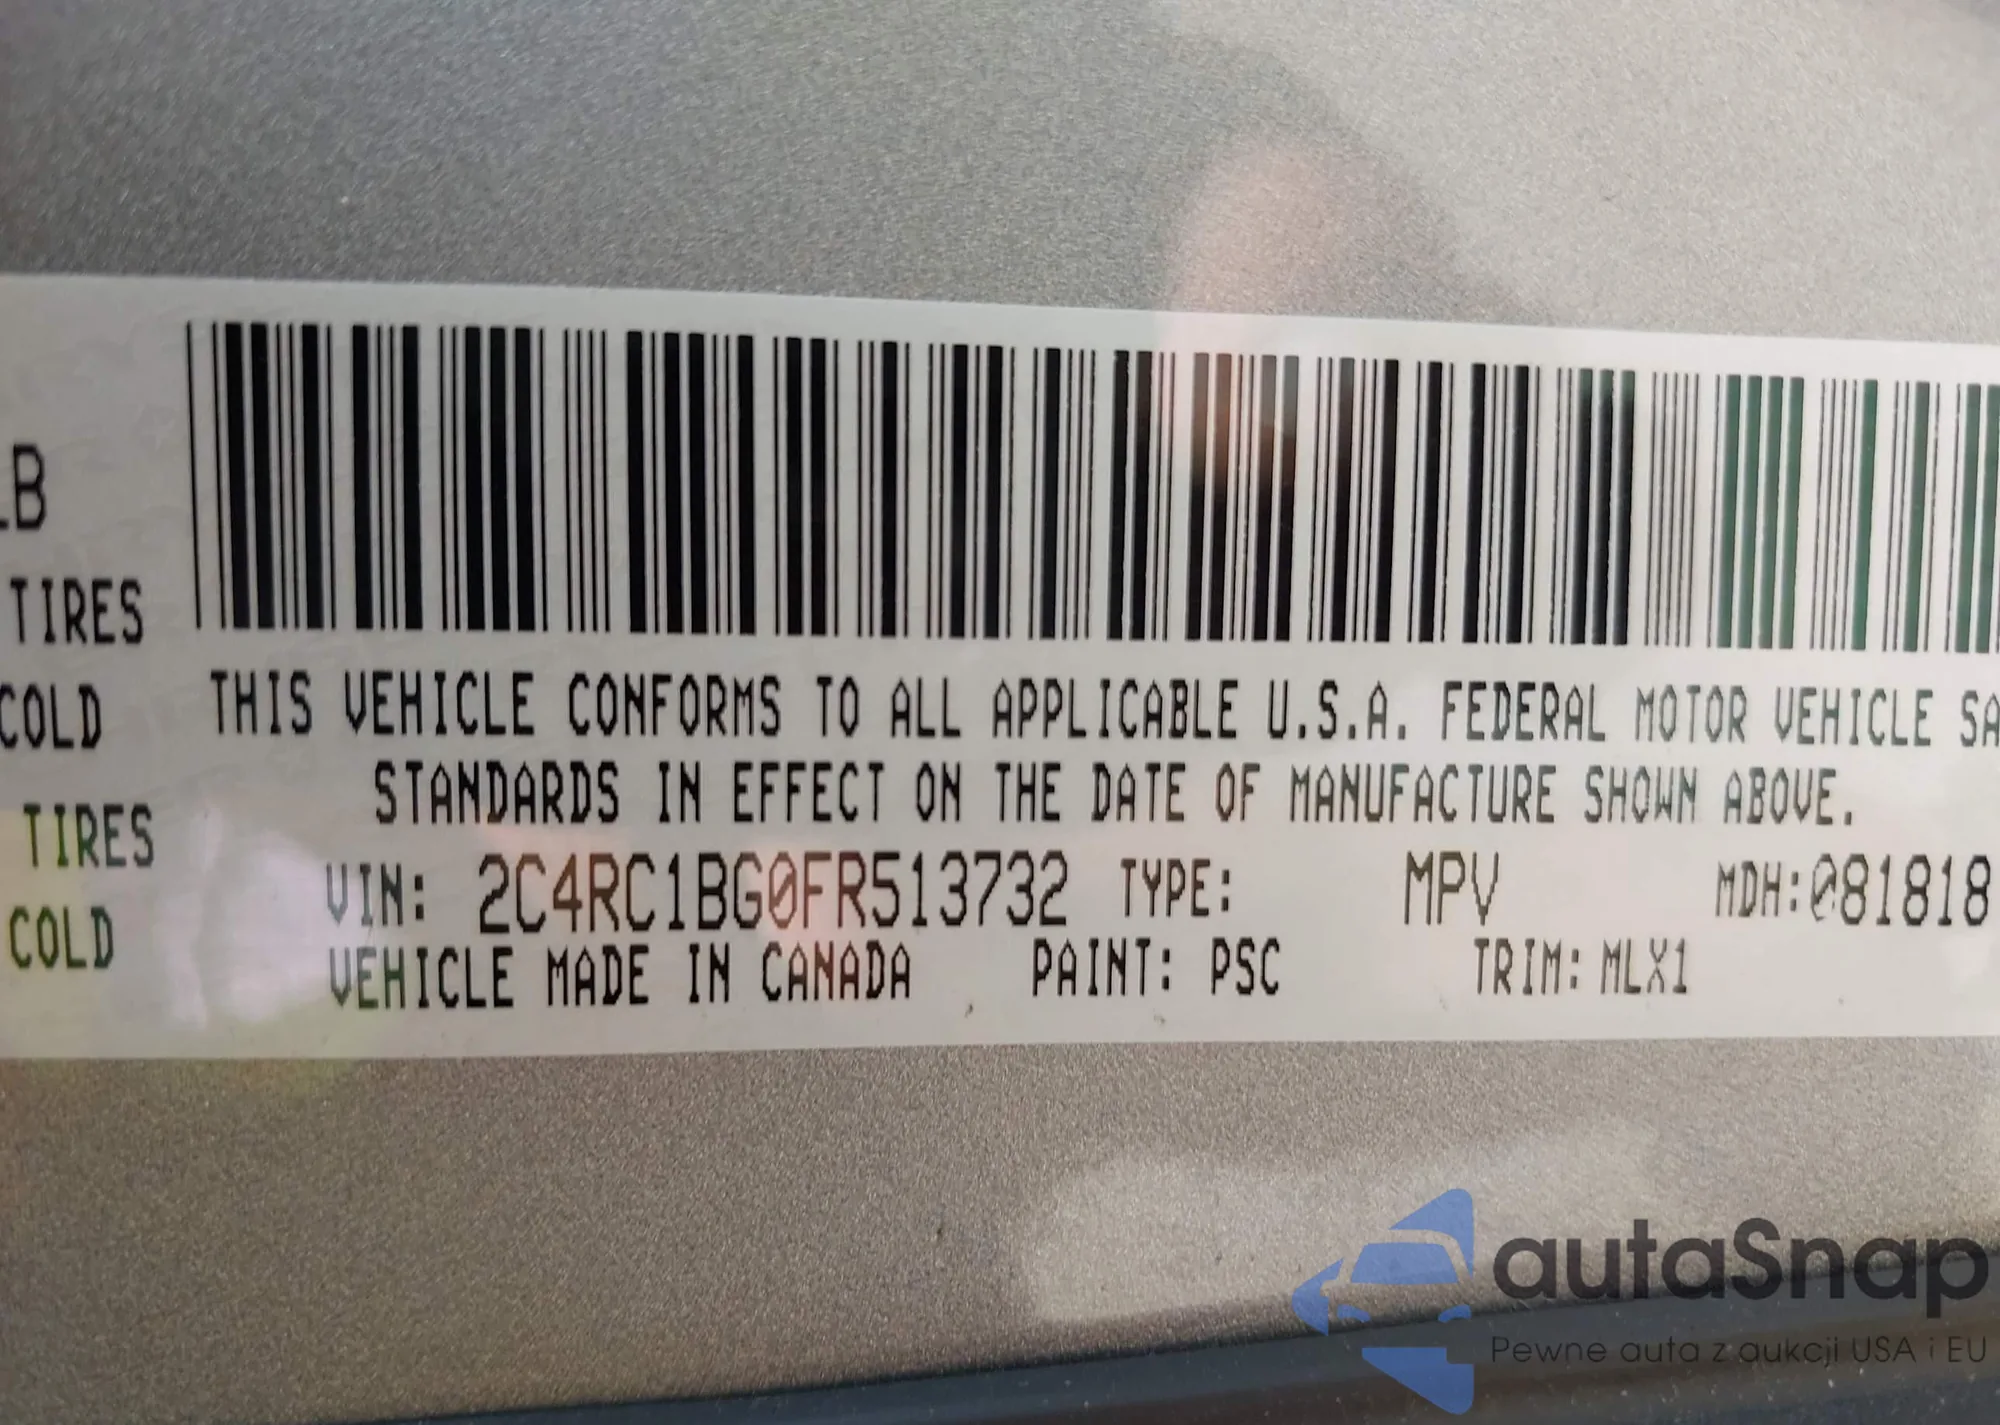 LB
TIRES
COLD
TIRES
COLD
THIS VEHICLE CONFORMS TO ALL APPLICABLE U.S.A. FEDERAL MOTOR VEHICLE SA
STANDARDS IN EFFECT ON THE DATE OF MANUFACTURE SHOWN ABOVE.
VIN: 2C4RC1BG0FR513732 TYPE: MPV MDH:081818
VEHICLE MADE IN CANADA PAINT: PSC TRIM: MLX1
autaSnap
Pewne auta z aukcji USA i EU